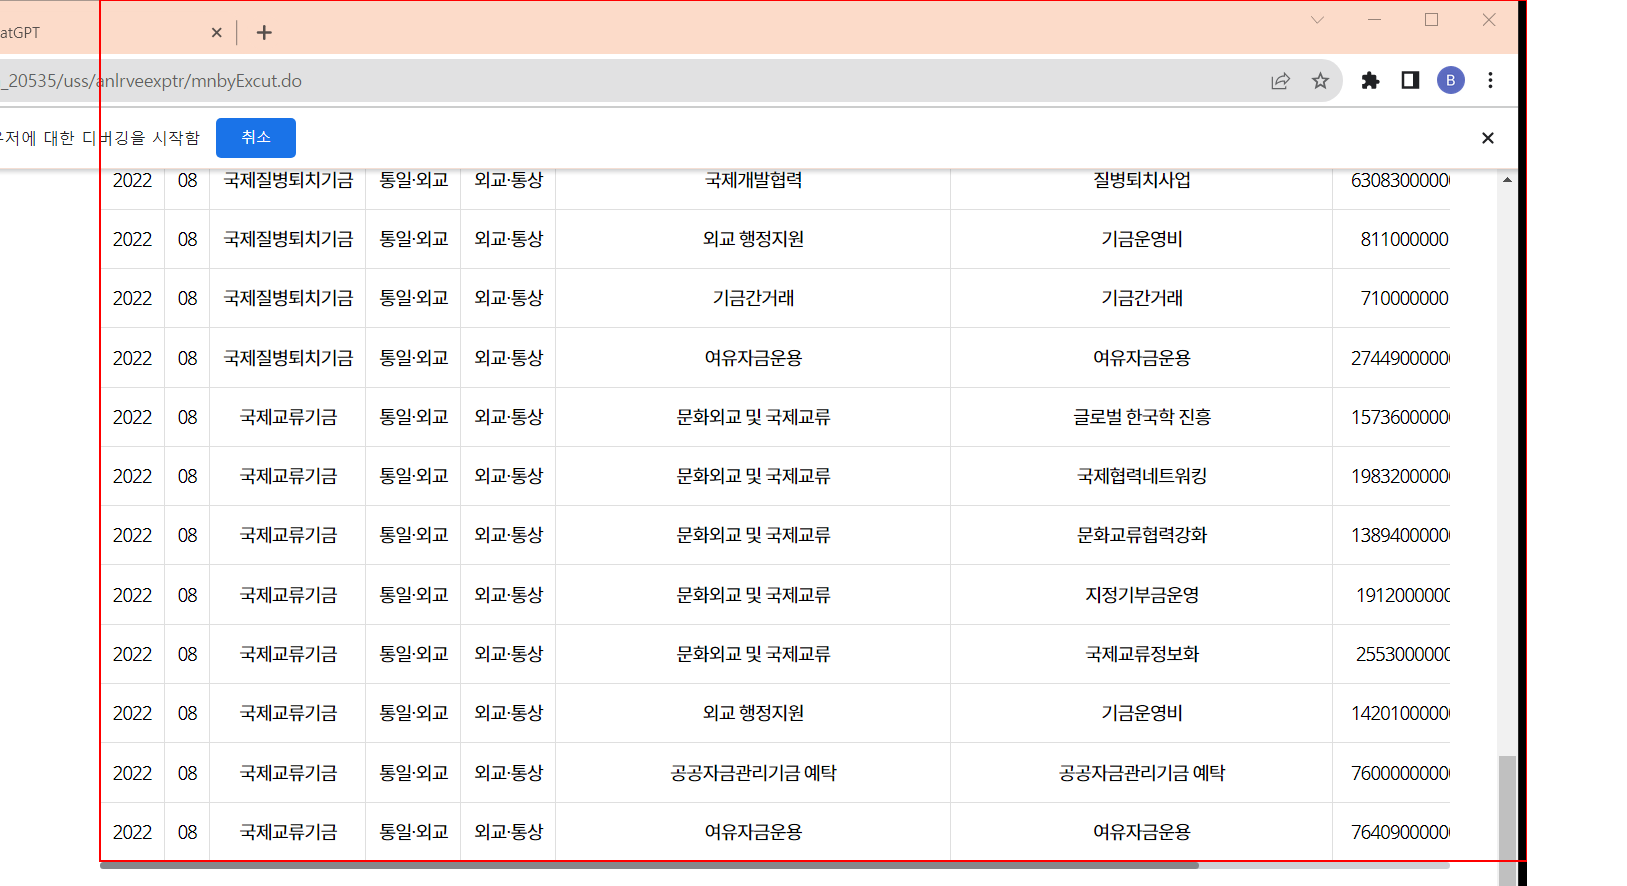 atGPT
_20535/uss/anlrveexptr/mnbyExcut.do
B
저에 대한 디버깅을 시작함 취소
2022 08 국제질병퇴치기금 통일·외교 외교·통상 국제개발협력 질병퇴치사업 6308300000
2022 08 국제질병퇴치기금 통일·외교 외교·통상 외교 행정지원 기금운영비 811000000
2022 08 국제질병퇴치기금 통일·외교 외교·통상 기금간거래 기금간거래 710000000
2022 08 국제질병퇴치기금 통일·외교 외교·통상 여유자금운용 여유자금운용 2744900000
2022 08 국제교류기금 통일·외교 외교·통상 문화외교 및 국제교류 글로벌 한국학 진흥 1573600000
2022 08 국제교류기금 통일·외교 외교·통상 문화외교 및 국제교류 국제협력네트워킹 1983200000
2022 08 국제교류기금 통일·외교 외교·통상 문화외교 및 국제교류 문화교류협력강화 1389400000
2022 08 국제교류기금 통일·외교 외교·통상 문화외교 및 국제교류 지정기부금운영 1912000000
2022 08 국제교류기금 통일·외교 외교·통상 문화외교 및 국제교류 국제교류정보화 2553000000
2022 08 국제교류기금 통일·외교 외교·통상 외교 행정지원 기금운영비 1420100000
2022 08 국제교류기금 통일·외교 외교·통상 공공자금관리기금 예탁 공공자금관리기금 예탁 7600000000
2022 08 국제교류기금 통일·외교 외교·통상 여유자금운용 여유자금운용 7640900000